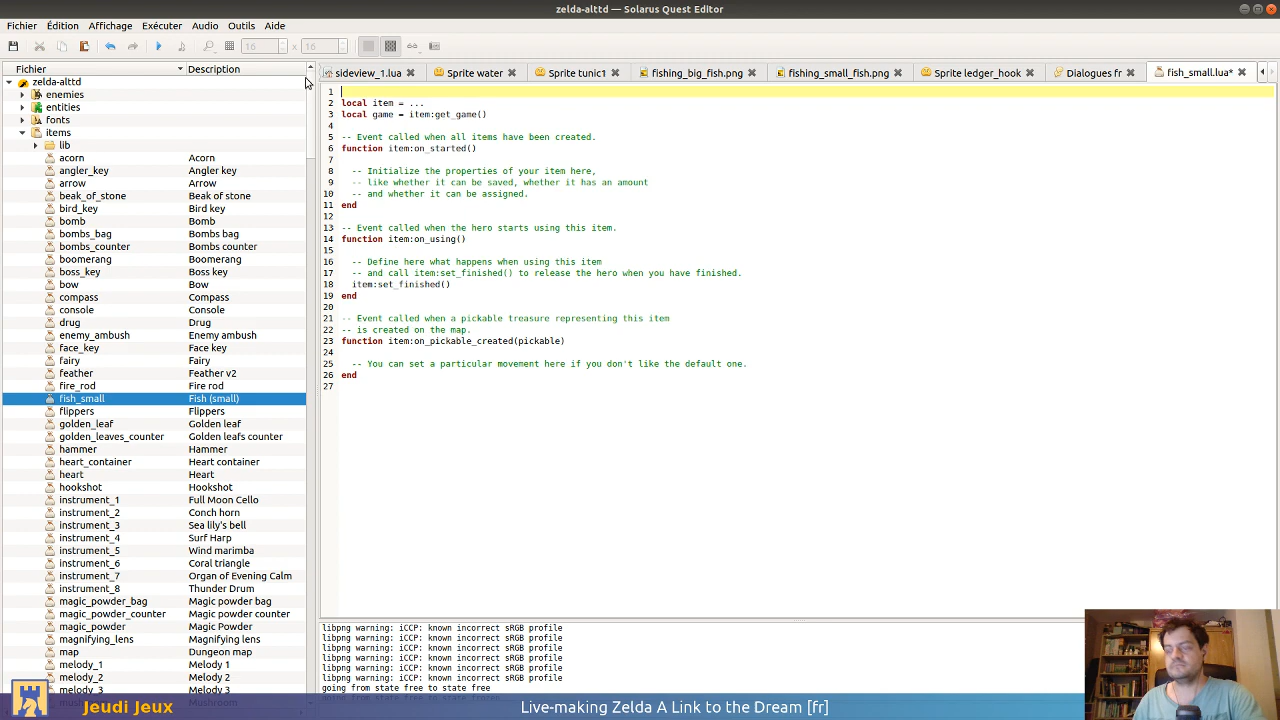 zelda-alttd — Solarus Quest Editor
Fichier Édition Affichage Exécuter Audio Outils Aide
16 x 16
Fichier Description
sideview_1.lua Sprite water Sprite tunic1 fishing_big_fish.png fishing_small_fish.png Sprite ledger_hook Dialogues fr fish_small.lua*
zelda-alttd
enemies
entities
fonts
items
lib
acorn Acorn
angler_key Angler key
arrow Arrow
beak_of_stone Beak of stone
bird_key Bird key
bomb Bomb
bombs_bag Bombs bag
bombs_counter Bombs counter
boomerang Boomerang
boss_key Boss key
bow Bow
compass Compass
console Console
drug Drug
enemy_ambush Enemy ambush
face_key Face key
fairy Fairy
feather Feather v2
fire_rod Fire rod
fish_small Fish (small)
flippers Flippers
golden_leaf Golden leaf
golden_leaves_counter Golden leafs counter
hammer Hammer
heart_container Heart container
heart Heart
hookshot Hookshot
instrument_1 Full Moon Cello
instrument_2 Conch horn
instrument_3 Sea lily's bell
instrument_4 Surf Harp
instrument_5 Wind marimba
instrument_6 Coral triangle
instrument_7 Organ of Evening Calm
instrument_8 Thunder Drum
magic_powder_bag Magic powder bag
magic_powder_counter Magic powder counter
magic_powder Magic Powder
magnifying_lens Magnifying lens
map Dungeon map
melody_1 Melody 1
melody_2 Melody 2
melody_3 Melody 3
1
2 local item = ...
3 local game = item:get_game()
4
5 -- Event called when all items have been created.
6 function item:on_started()
7
8 -- Initialize the properties of your item here,
9 -- like whether it can be saved, whether it has an amount
10 -- and whether it can be assigned.
11 end
12
13 -- Event called when the hero starts using this item.
14 function item:on_using()
15
16 -- Define here what happens when using this item
17 -- and call item:set_finished() to release the hero when you have finished.
18 item:set_finished()
19 end
20
21 -- Event called when a pickable treasure representing this item
22 -- is created on the map.
23 function item:on_pickable_created(pickable)
24
25 -- You can set a particular movement here if you don't like the default one.
26 end
27
libpng warning: iCCP: known incorrect sRGB profile
libpng warning: iCCP: known incorrect sRGB profile
libpng warning: iCCP: known incorrect sRGB profile
libpng warning: iCCP: known incorrect sRGB profile
libpng warning: iCCP: known incorrect sRGB profile
libpng warning: iCCP: known incorrect sRGB profile
going from state free to state free
going from state free to state frozen
Jeudi Jeux
Live-making Zelda A Link to the Dream [fr]